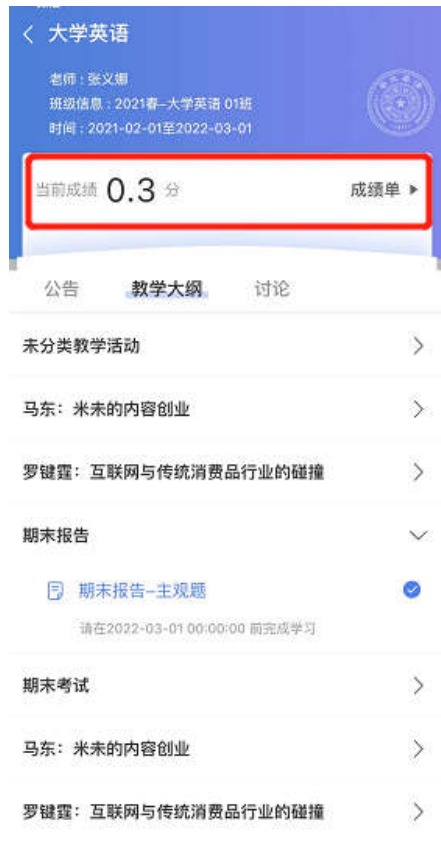 大学英语
老师：张义娜
班级信息：2021春–大学英语 01班
时间：2021-02-01至2022-03-01
当前成绩 0.3 分 成绩单
公告 教学大纲 讨论
未分类教学活动
马东：米未的内容创业
罗键霆：互联网与传统消费品行业的碰撞
期末报告
期末报告–主观题
请在2022-03-01 00:00:00 前完成学习
期末考试
马东：米未的内容创业
罗键霆：互联网与传统消费品行业的碰撞